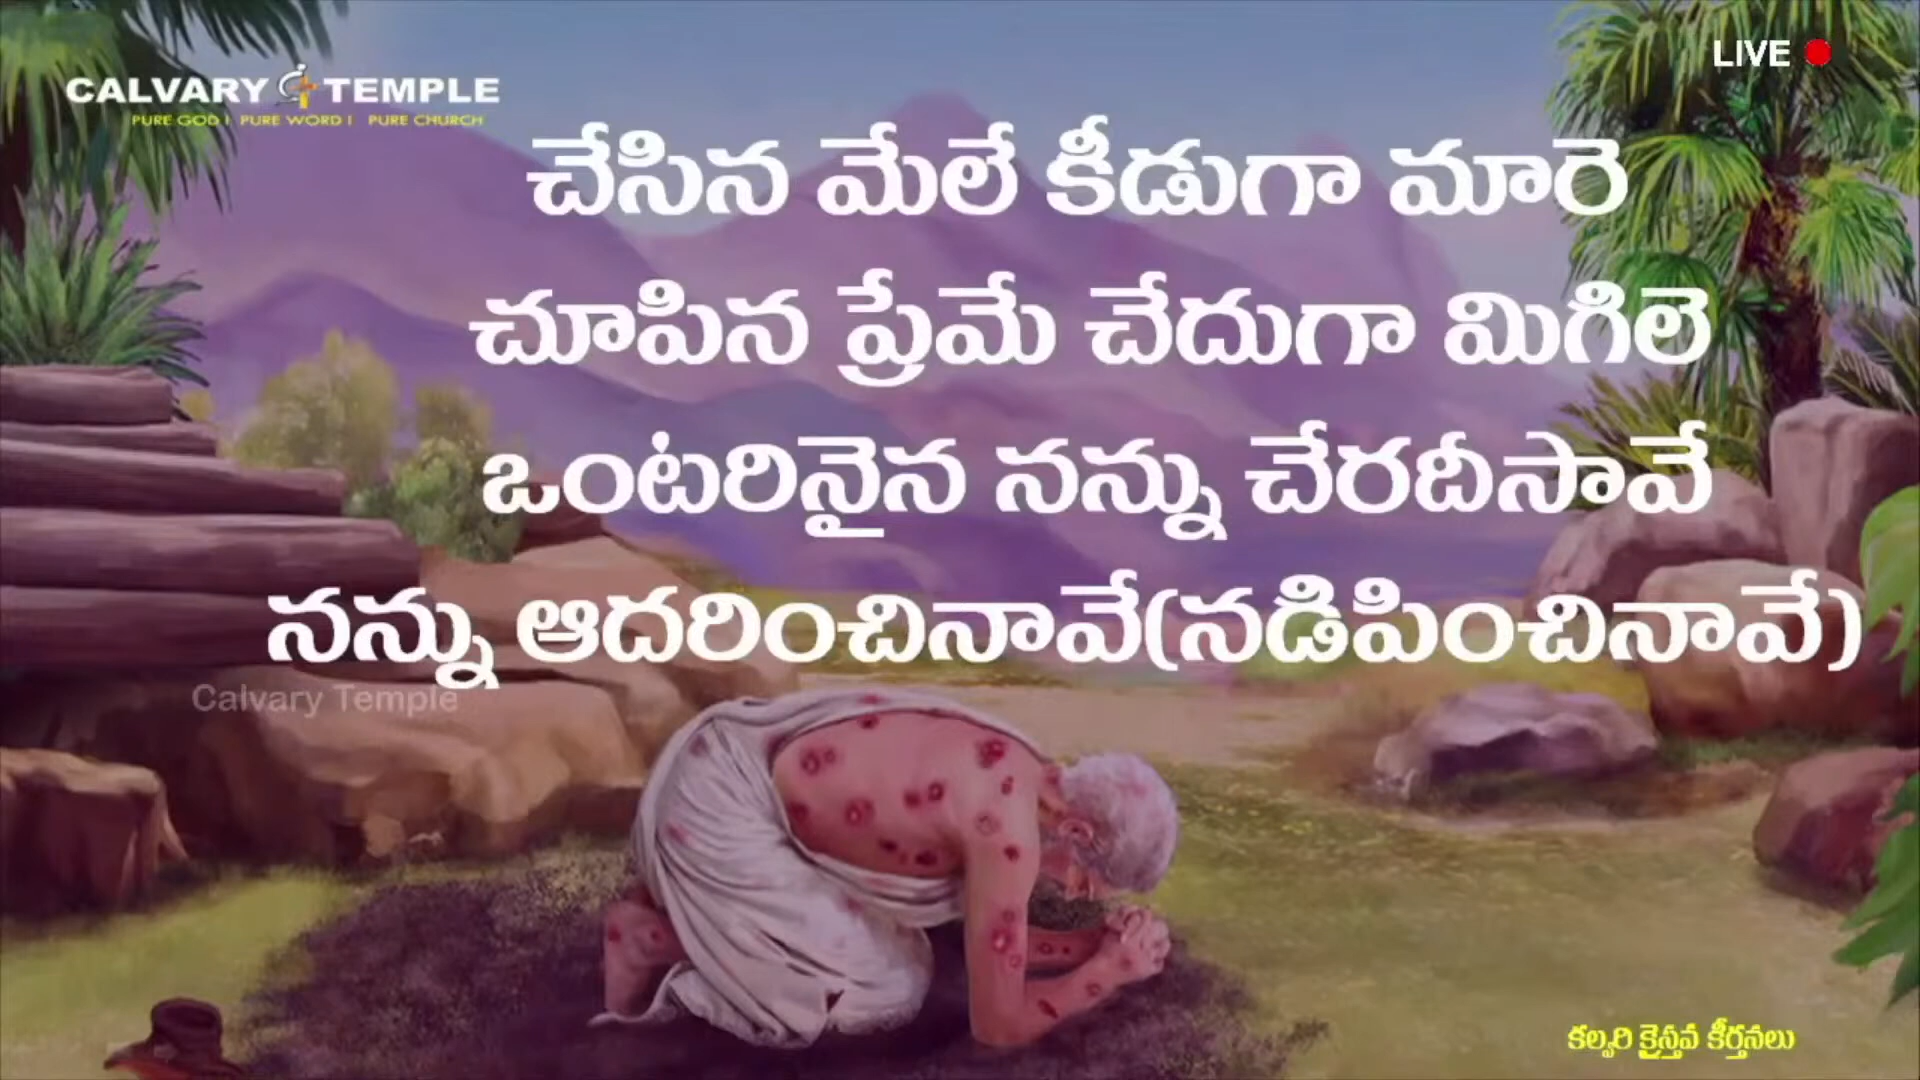 LIVE
CALVARY TEMPLE
PURE GOD | PURE WORD | PURE CHURCH
చేసిన మేలే కీడుగా మారె
చూపిన ప్రేమే చేదుగా మిగిలె
ఒంటరినైన నన్ను చేరదీసావే
నన్ను ఆదరించినావే(నడిపించినావే)
Calvary Temple
కల్వరి క్రైస్తవ కీర్తనలు